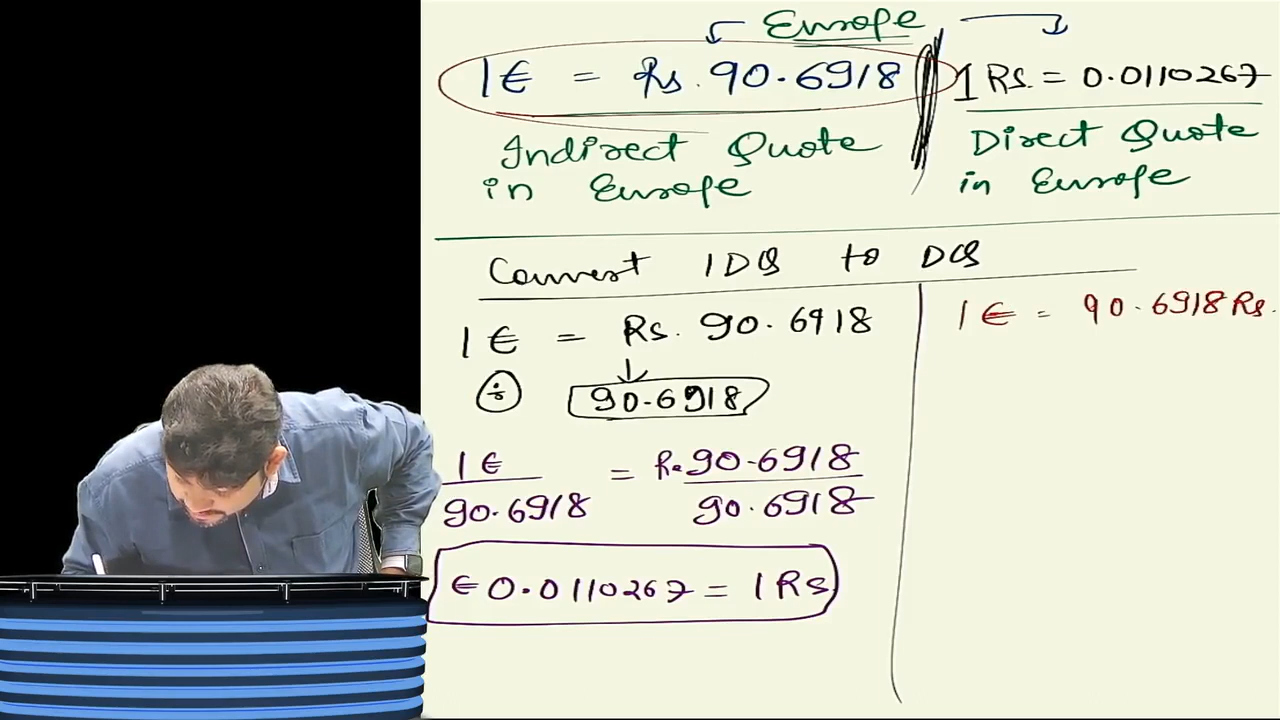 Europe
1€ = Rs. 90.6918
1 Rs. = 0.0110267
Indirect Quote
in Europe
Direct Quote
in Europe
Convert IDQ to DQ
1€ = Rs. 90.6918
÷ 90.6918
1€ / 90.6918 = Rs. 90.6918 / 90.6918
€ 0.0110267 = 1 Rs
1€ = 90.6918 Rs.